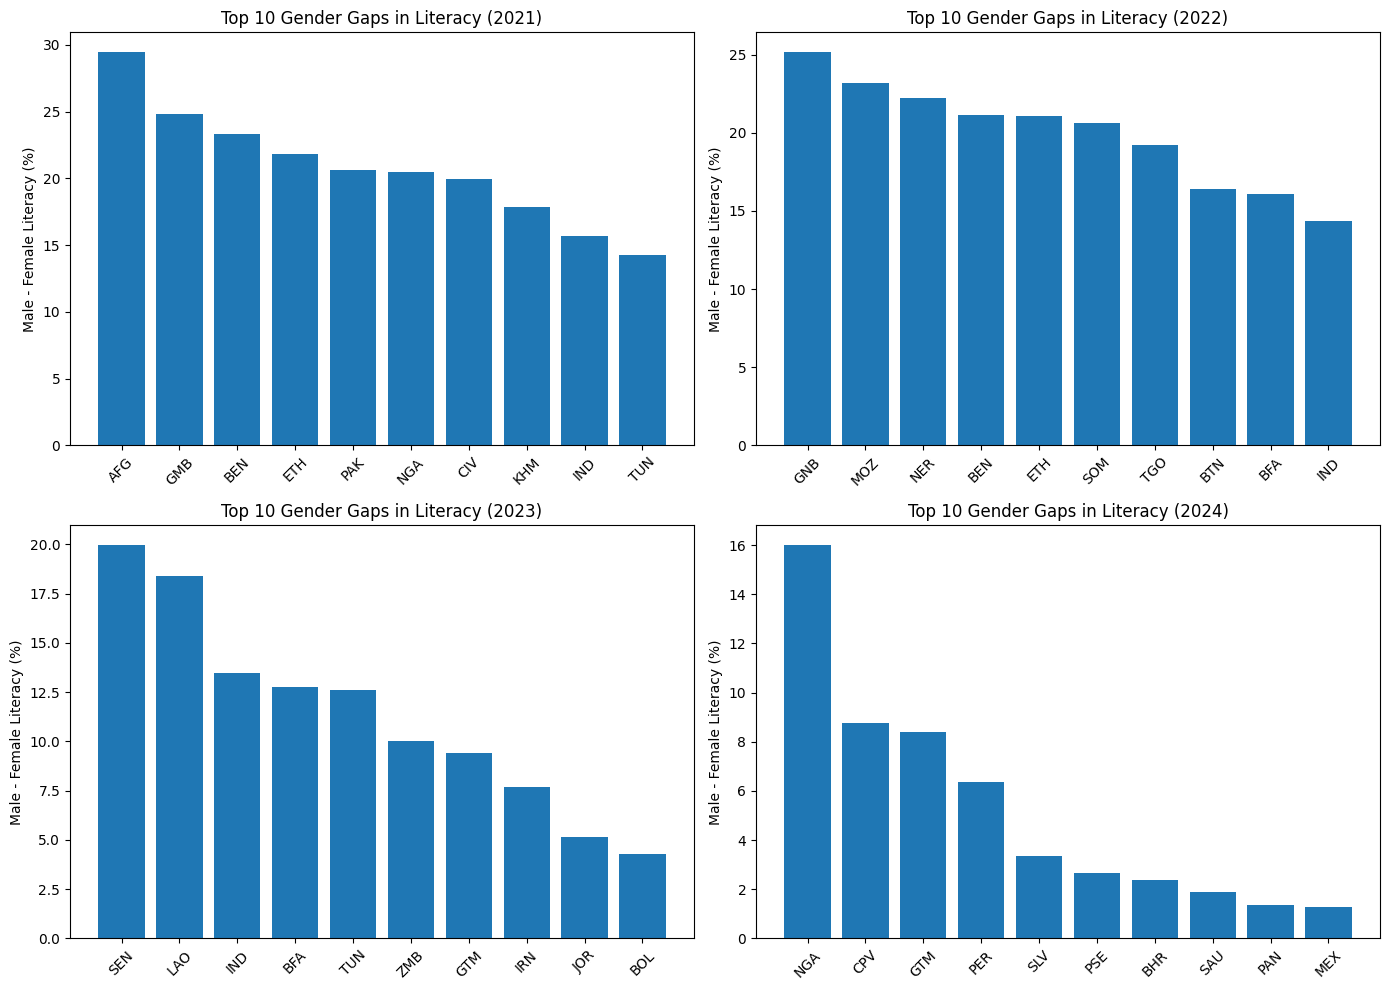 Top 10 Gender Gaps in Literacy (2021)
Male - Female Literacy (%)
30
25
20
15
10
5
0
AFG GMB BEN ETH PAK NGA CIV KHM IND TUN
Top 10 Gender Gaps in Literacy (2022)
Male - Female Literacy (%)
25
20
15
10
5
0
GNB MOZ NER BEN ETH SOM TGO BTN BFA IND
Top 10 Gender Gaps in Literacy (2023)
Male - Female Literacy (%)
20.0
17.5
15.0
12.5
10.0
7.5
5.0
2.5
0.0
SEN LAO IND BFA TUN ZMB GTM IRN JOR BOL
Top 10 Gender Gaps in Literacy (2024)
Male - Female Literacy (%)
16
14
12
10
8
6
4
2
0
NGA CPV GTM PER SLV PSE BHR SAU PAN MEX